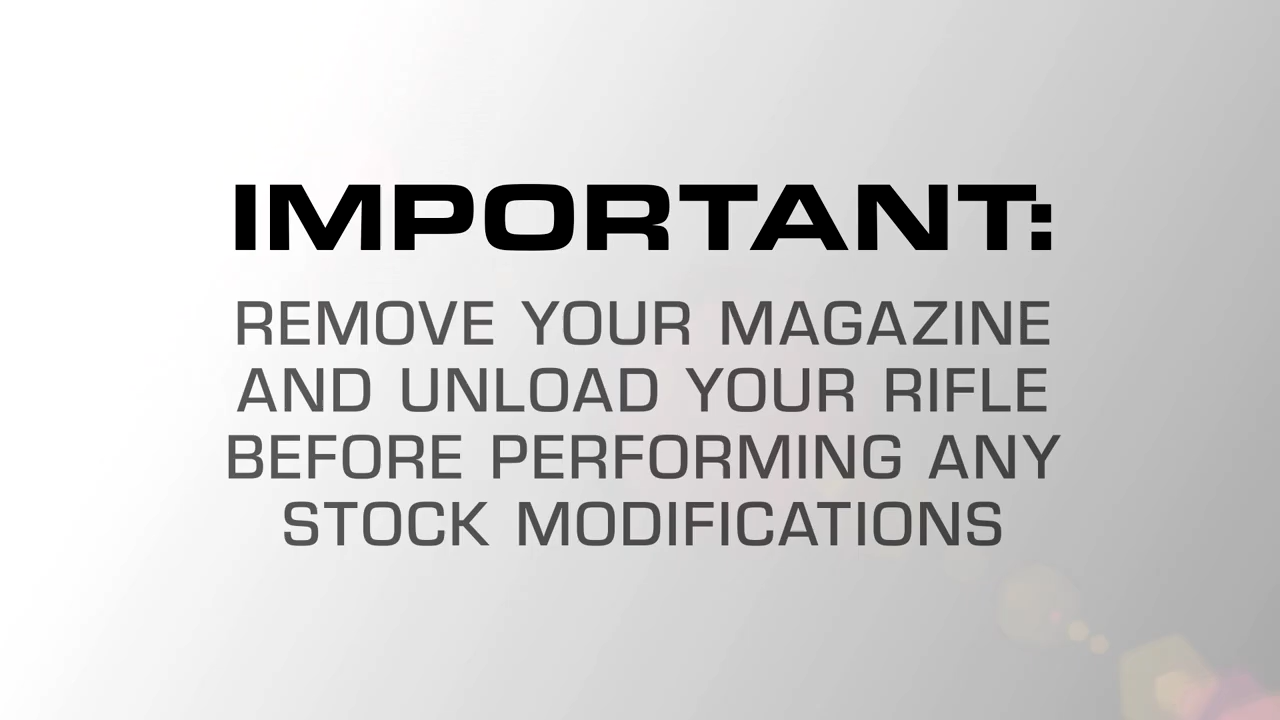 IMPORTANT:
REMOVE YOUR MAGAZINE
AND UNLOAD YOUR RIFLE
BEFORE PERFORMING ANY
STOCK MODIFICATIONS